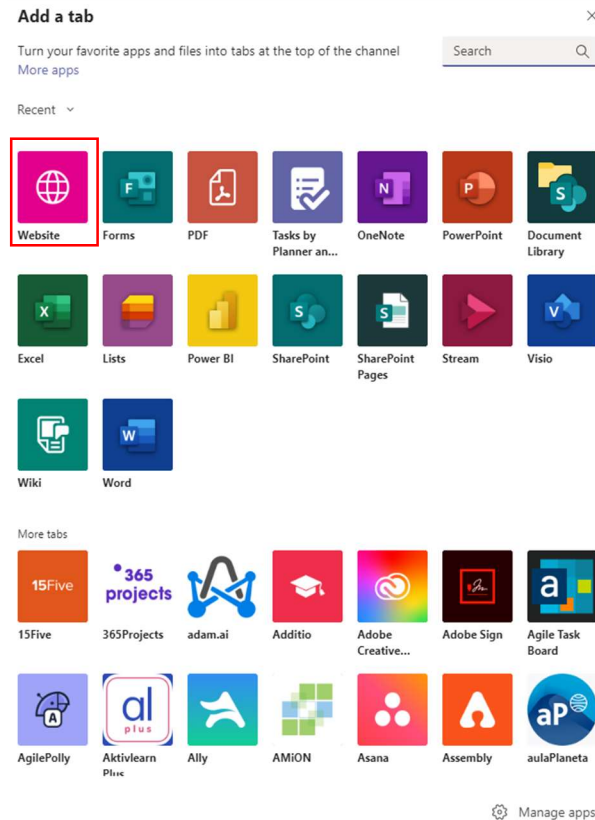 Add a tab
Turn your favorite apps and files into tabs at the top of the channel
More apps
Search
Recent
Website
Forms
PDF
Tasks by
Planner an...
OneNote
PowerPoint
Document
Library
Excel
Lists
Power BI
SharePoint
SharePoint
Pages
Stream
Visio
Wiki
Word
More tabs
15Five
365
projects
15Five
365Projects
adam.ai
Additio
Adobe
Creative...
Adobe Sign
Agile Task
Board
al
plus
aP
AgilePolly
Aktivlearn
Plus
Ally
AMiON
Asana
Assembly
aulaPlaneta
Manage apps